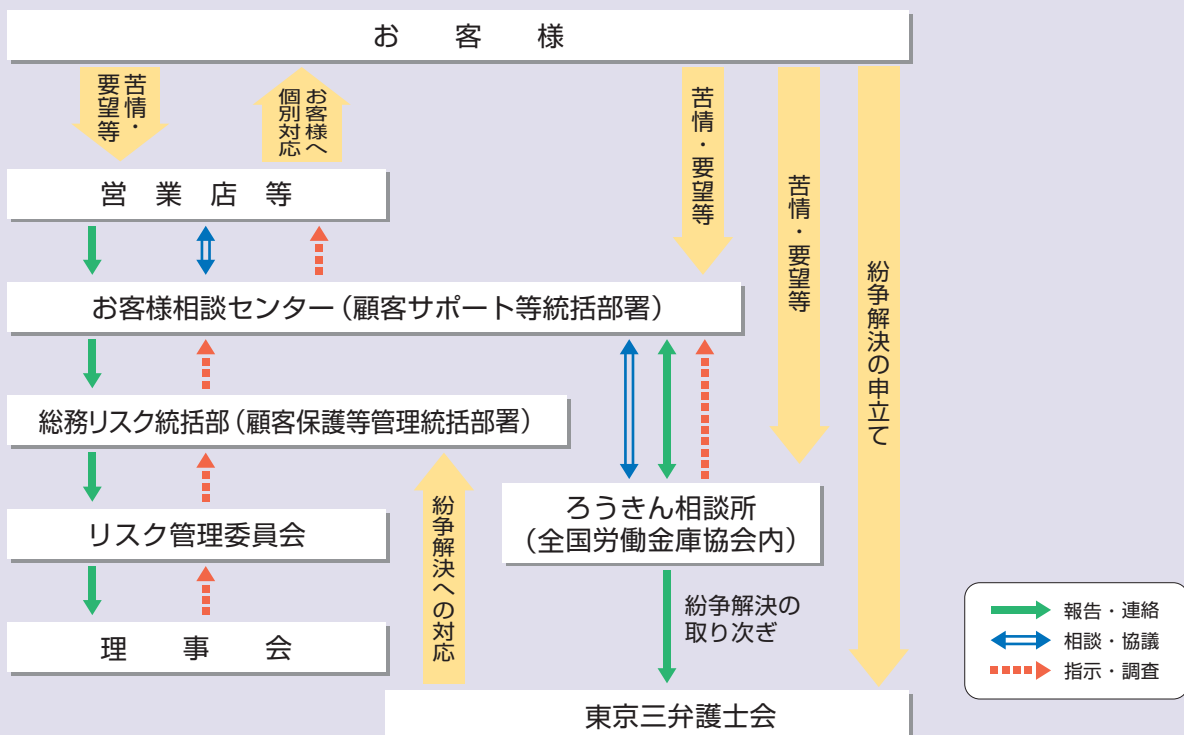 お客様
苦情・
要望等
お客様へ
個別対応
苦情・要望等
苦情・要望等
紛争解決の申立て
営業店等
お客様相談センター（顧客サポート等統括部署）
総務リスク統括部（顧客保護等管理統括部署）
リスク管理委員会
理事会
紛争解決への対応
ろうきん相談所
（全国労働金庫協会内）
紛争解決の
取り次ぎ
東京三弁護士会
報告・連絡
相談・協議
指示・調査